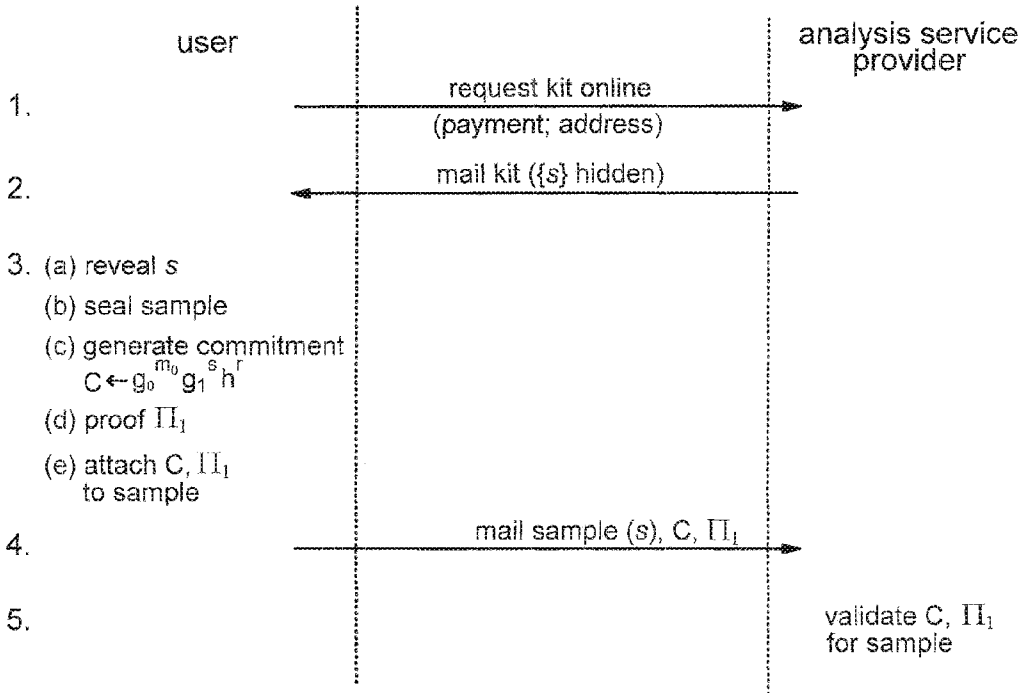 user
analysis service
provider
1.
request kit online
(payment; address)
2.
mail kit ({s} hidden)
3. (a) reveal s
(b) seal sample
(c) generate commitment
C←g₀^m₀ g₁^s h^r
(d) proof Π₁
(e) attach C, Π₁
to sample
4.
mail sample (s), C, Π₁
5.
validate C, Π₁
for sample